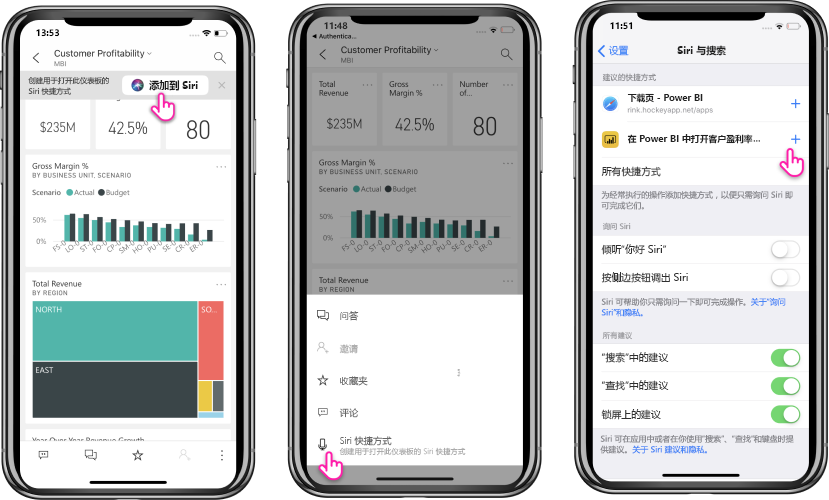 13:53
Customer Profitability
MBI
创建用于打开此仪表板的
Siri 快捷方式
添加到 Siri
$235M
42.5%
80
Gross Margin %
BY BUSINESS UNIT, SCENARIO
Scenario Actual Budget
50%
0%
FS-0 LO-0 ST-0 FO-0 CP-0 SM-0 HO-0 PU-0 SE-0 CR-0 ER-0
Total Revenue
BY REGION
NORTH
SO...
EAST
Year Over Year Revenue Growth
11:48
Authentica...
Customer Profitability
MBI
Total
Revenue
Gross
Margin %
Number
of...
$235M
42.5%
80
Gross Margin %
BY BUSINESS UNIT, SCENARIO
Scenario Actual Budget
50%
0%
FS-0 LO-0 ST-0 FO-0 CP-0 SM-0 HO-0 PU-0 SE-0 CR-0 ER-0
Total Revenue
BY REGION
问答
邀请
收藏夹
评论
Siri 快捷方式
创建用于打开此仪表板的 Siri 快捷方式
11:51
设置
Siri 与搜索
建议的快捷方式
下载页 - Power BI
rink.hockeyapp.net/apps
在 Power BI 中打开客户盈利率...
所有快捷方式
为经常执行的操作添加快捷方式，以便只需询问 Siri 即
可完成它们。
询问 Siri
倾听“你好 Siri”
按侧边按钮调出 Siri
Siri 可帮助你只需询问一下即可完成操作。关于“询问
Siri”和隐私。
所有建议
“搜索”中的建议
“查找”中的建议
锁屏上的建议
Siri 可在应用中或者在你使用“搜索”、“查找”和键盘时提
供建议。关于 Siri 建议和隐私。